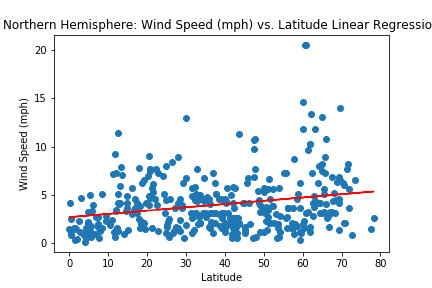 Northern Hemisphere: Wind Speed (mph) vs. Latitude Linear Regressio
20
15
10
5
0
Wind Speed (mph)
0 10 20 30 40 50 60 70 80
Latitude